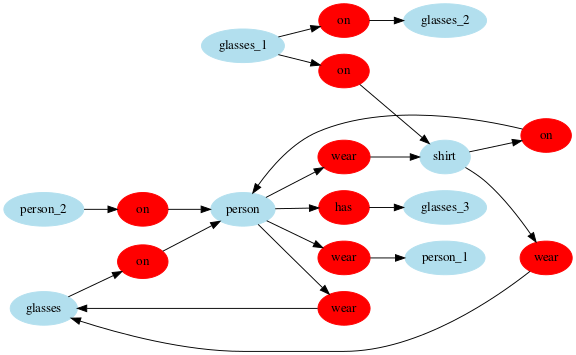 on
glasses_2
glasses_1
on
on
wear
shirt
person_2
on
person
has
glasses_3
on
wear
person_1
wear
glasses
wear